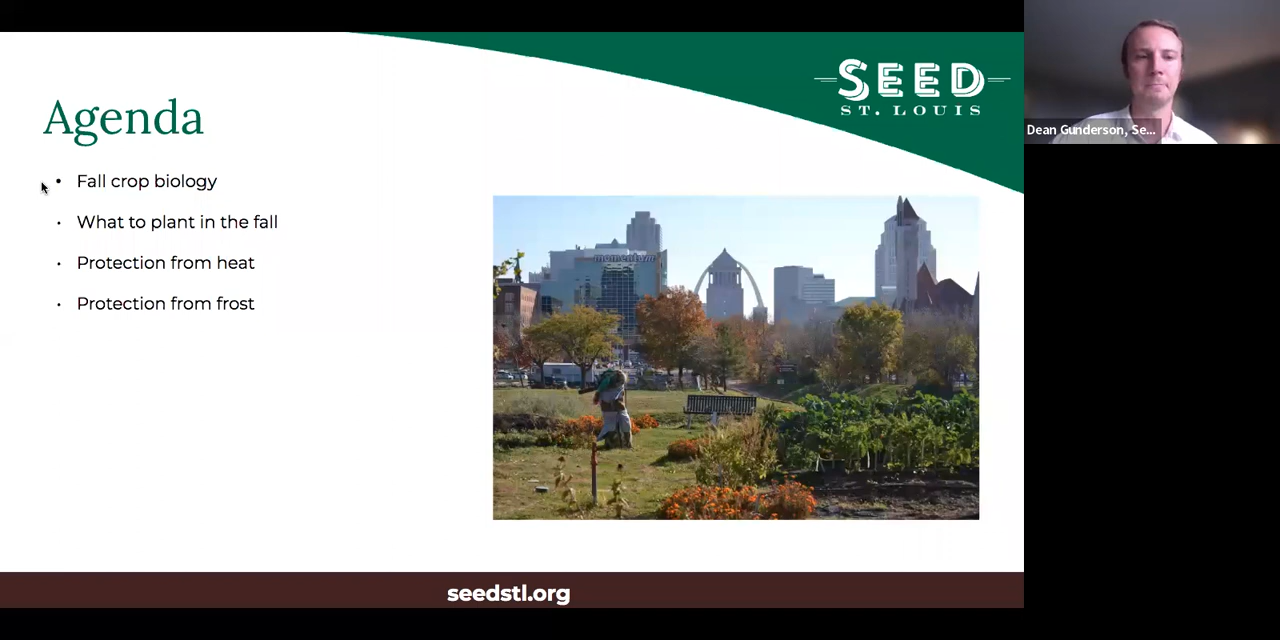 SEED
ST. LOUIS
Agenda
• Fall crop biology
• What to plant in the fall
• Protection from heat
• Protection from frost
momentum
seedstl.org
Dean Gunderson, Se...